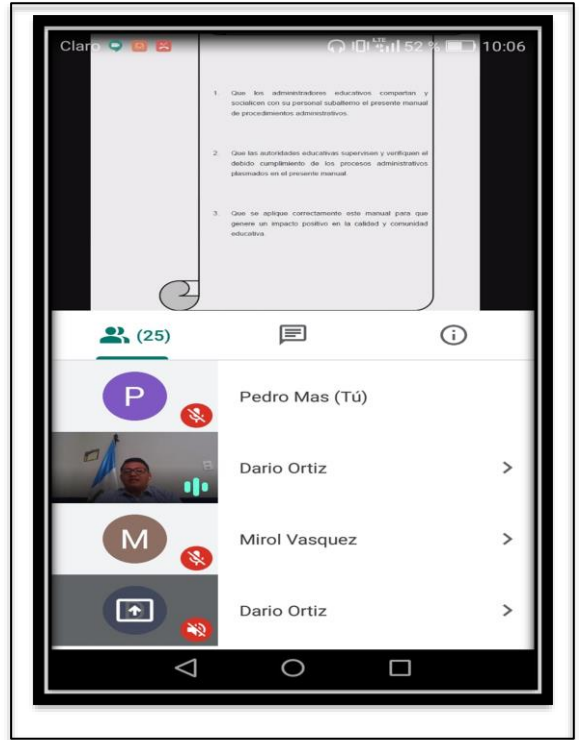 Claro LTE 52 % 10:06
1. Que los administradores educativos compartan y
socialicen con su personal subalterno el presente manual
de procedimientos administrativos.
2. Que las autoridades educativas supervisen y verifiquen el
debido cumplimiento de los procesos administrativos
plasmados en el presente manual.
3. Que se aplique correctamente este manual para que
genere un impacto positivo en la calidad y comunidad
educativa.
(25)
P
Pedro Mas (Tú)
Dario Ortiz
M
Mirol Vasquez
Dario Ortiz